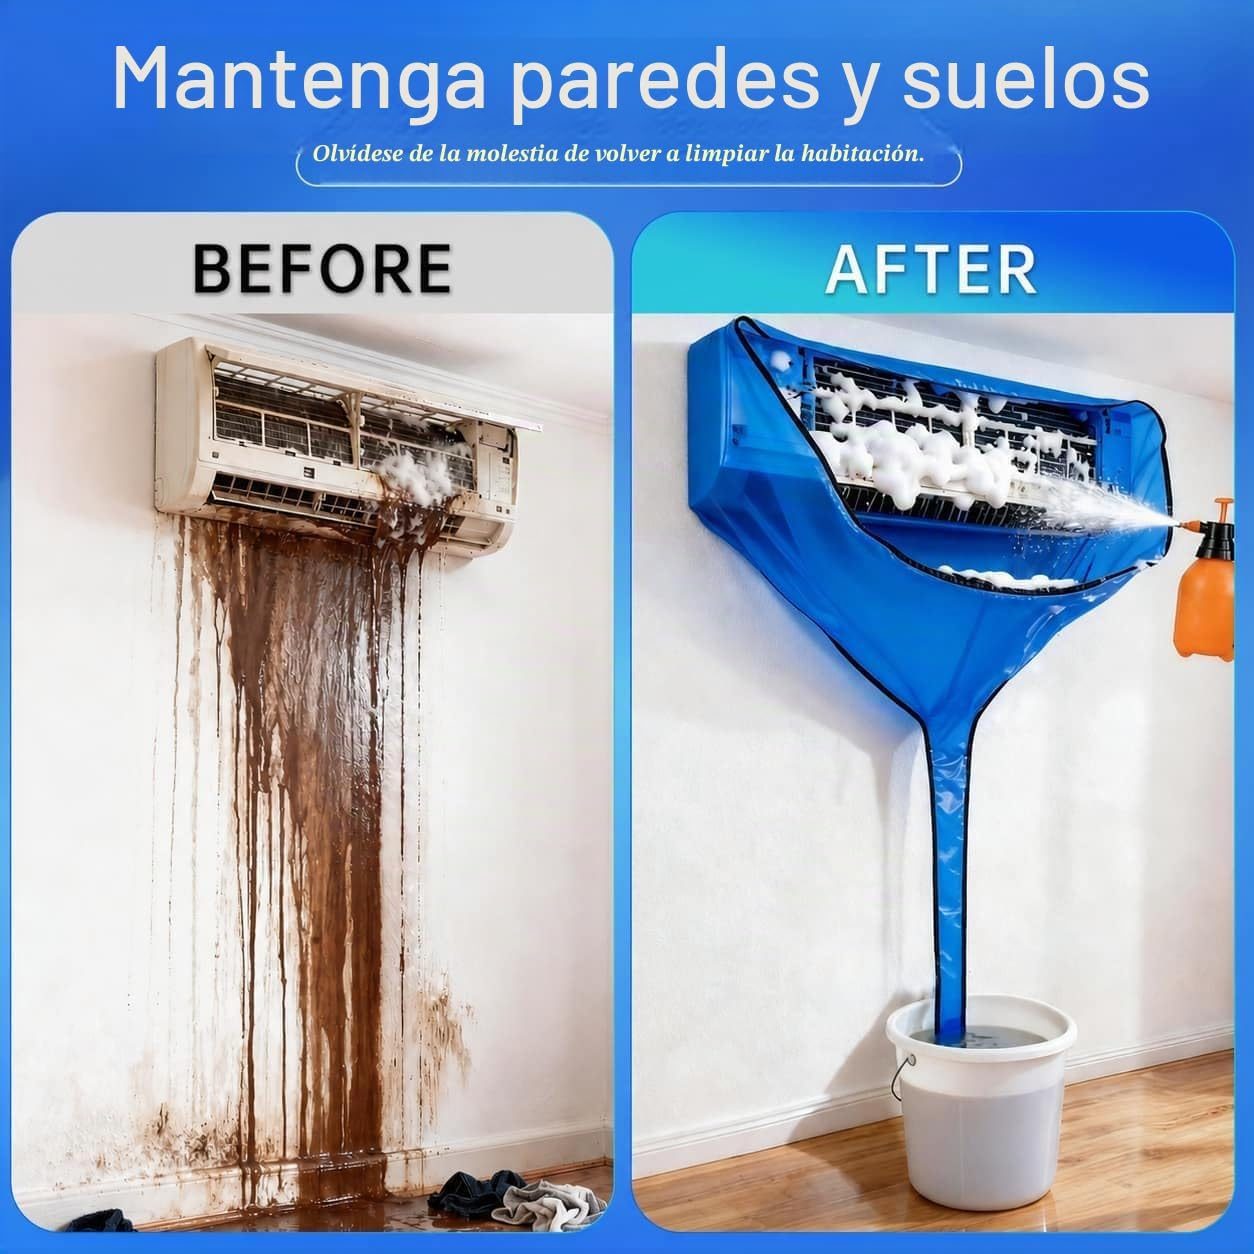 Mantenga paredes y suelos
Olvídese de la molestia de volver a limpiar la habitación.
BEFORE
AFTER